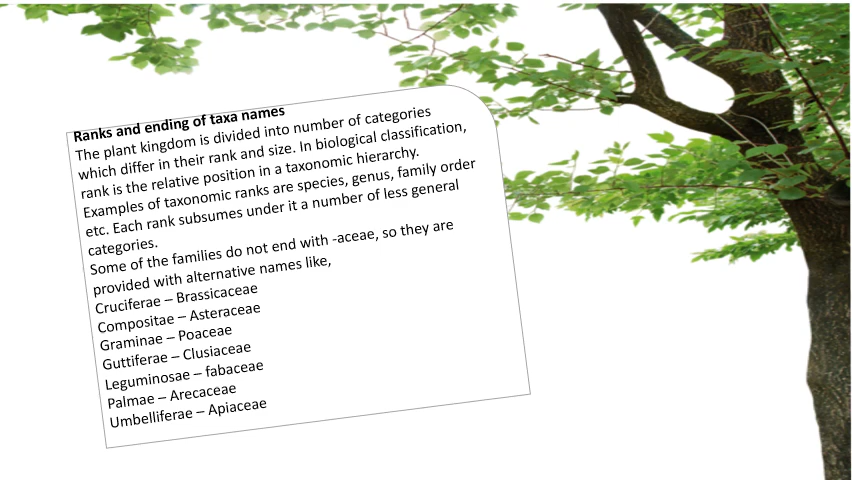 Ranks and ending of taxa names
The plant kingdom is divided into number of categories
which differ in their rank and size. In biological classification,
rank is the relative position in a taxonomic hierarchy.
Examples of taxonomic ranks are species, genus, family order
etc. Each rank subsumes under it a number of less general
categories.
Some of the families do not end with -aceae, so they are
provided with alternative names like,
Cruciferae – Brassicaceae
Compositae – Asteraceae
Graminae – Poaceae
Guttiferae – Clusiaceae
Leguminosae – fabaceae
Palmae – Arecaceae
Umbelliferae – Apiaceae